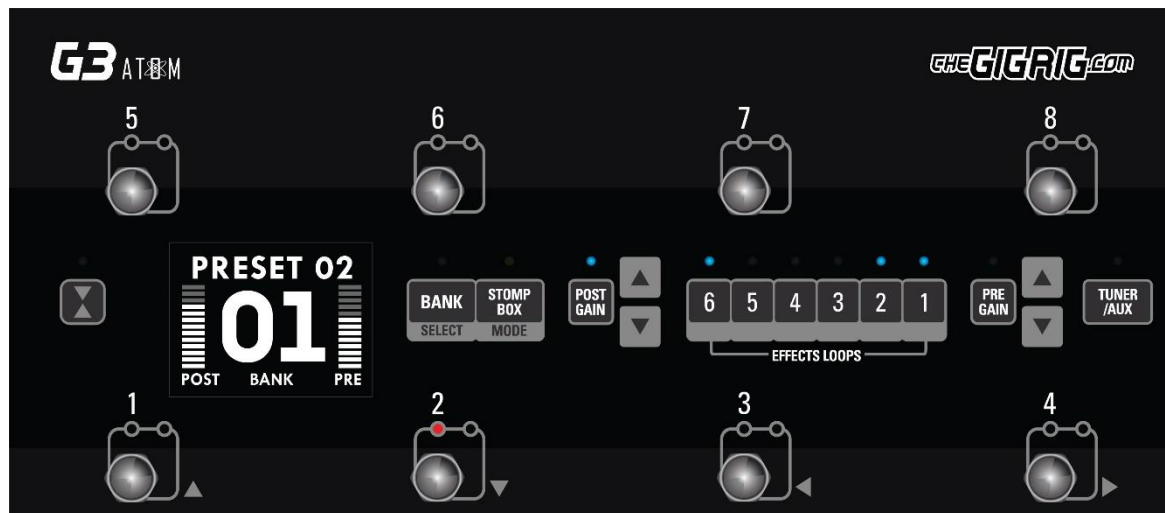 G3 ATOM
THEGIGRIG.COM
5 6 7 8
PRESET 02
01
POST BANK PRE
BANK
SELECT
STOMP
BOX
MODE
POST
GAIN
6 5 4 3 2 1
EFFECTS LOOPS
PRE
GAIN
TUNER
/AUX
1 2 3 4